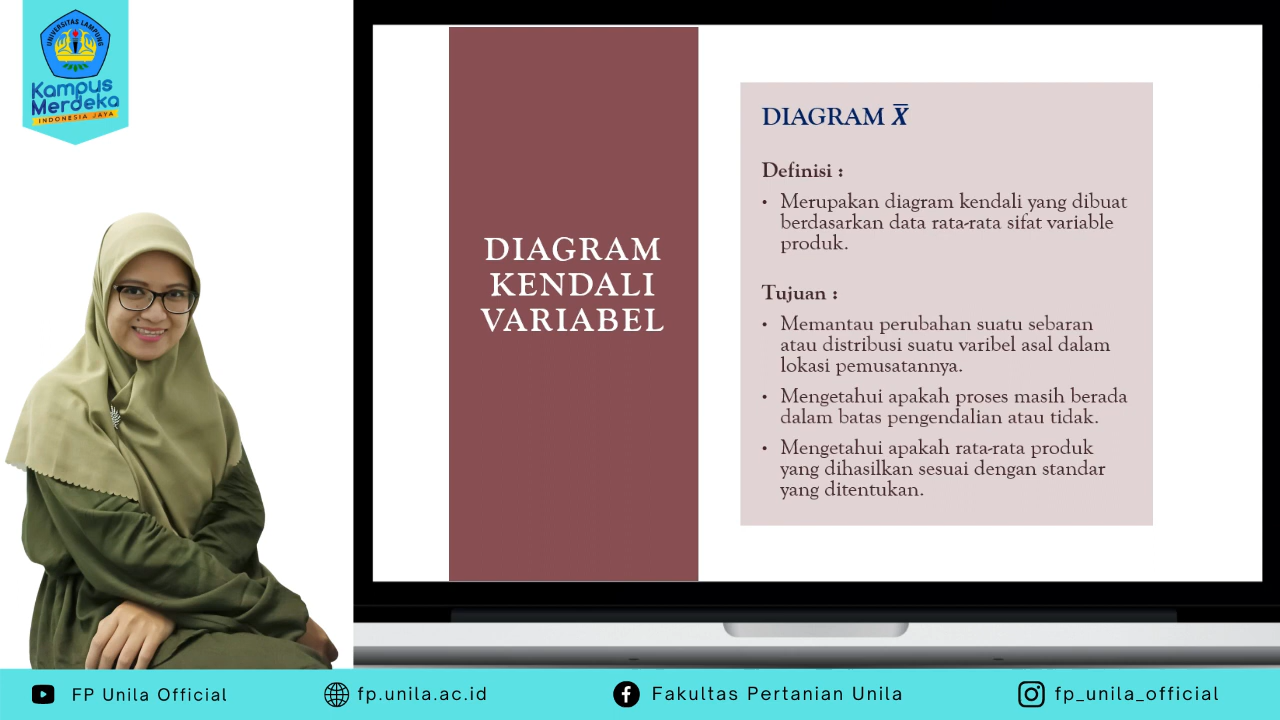 UNIVERSITAS LAMPUNG
Kampus
Merdeka
INDONESIA JAYA
DIAGRAM
KENDALI
VARIABEL
DIAGRAM X̅
Definisi :
• Merupakan diagram kendali yang dibuat
berdasarkan data rata-rata sifat variable
produk.
Tujuan :
• Memantau perubahan suatu sebaran
atau distribusi suatu varibel asal dalam
lokasi pemusatannya.
• Mengetahui apakah proses masih berada
dalam batas pengendalian atau tidak.
• Mengetahui apakah rata-rata produk
yang dihasilkan sesuai dengan standar
yang ditentukan.
FP Unila Official
fp.unila.ac.id
Fakultas Pertanian Unila
fp_unila_official